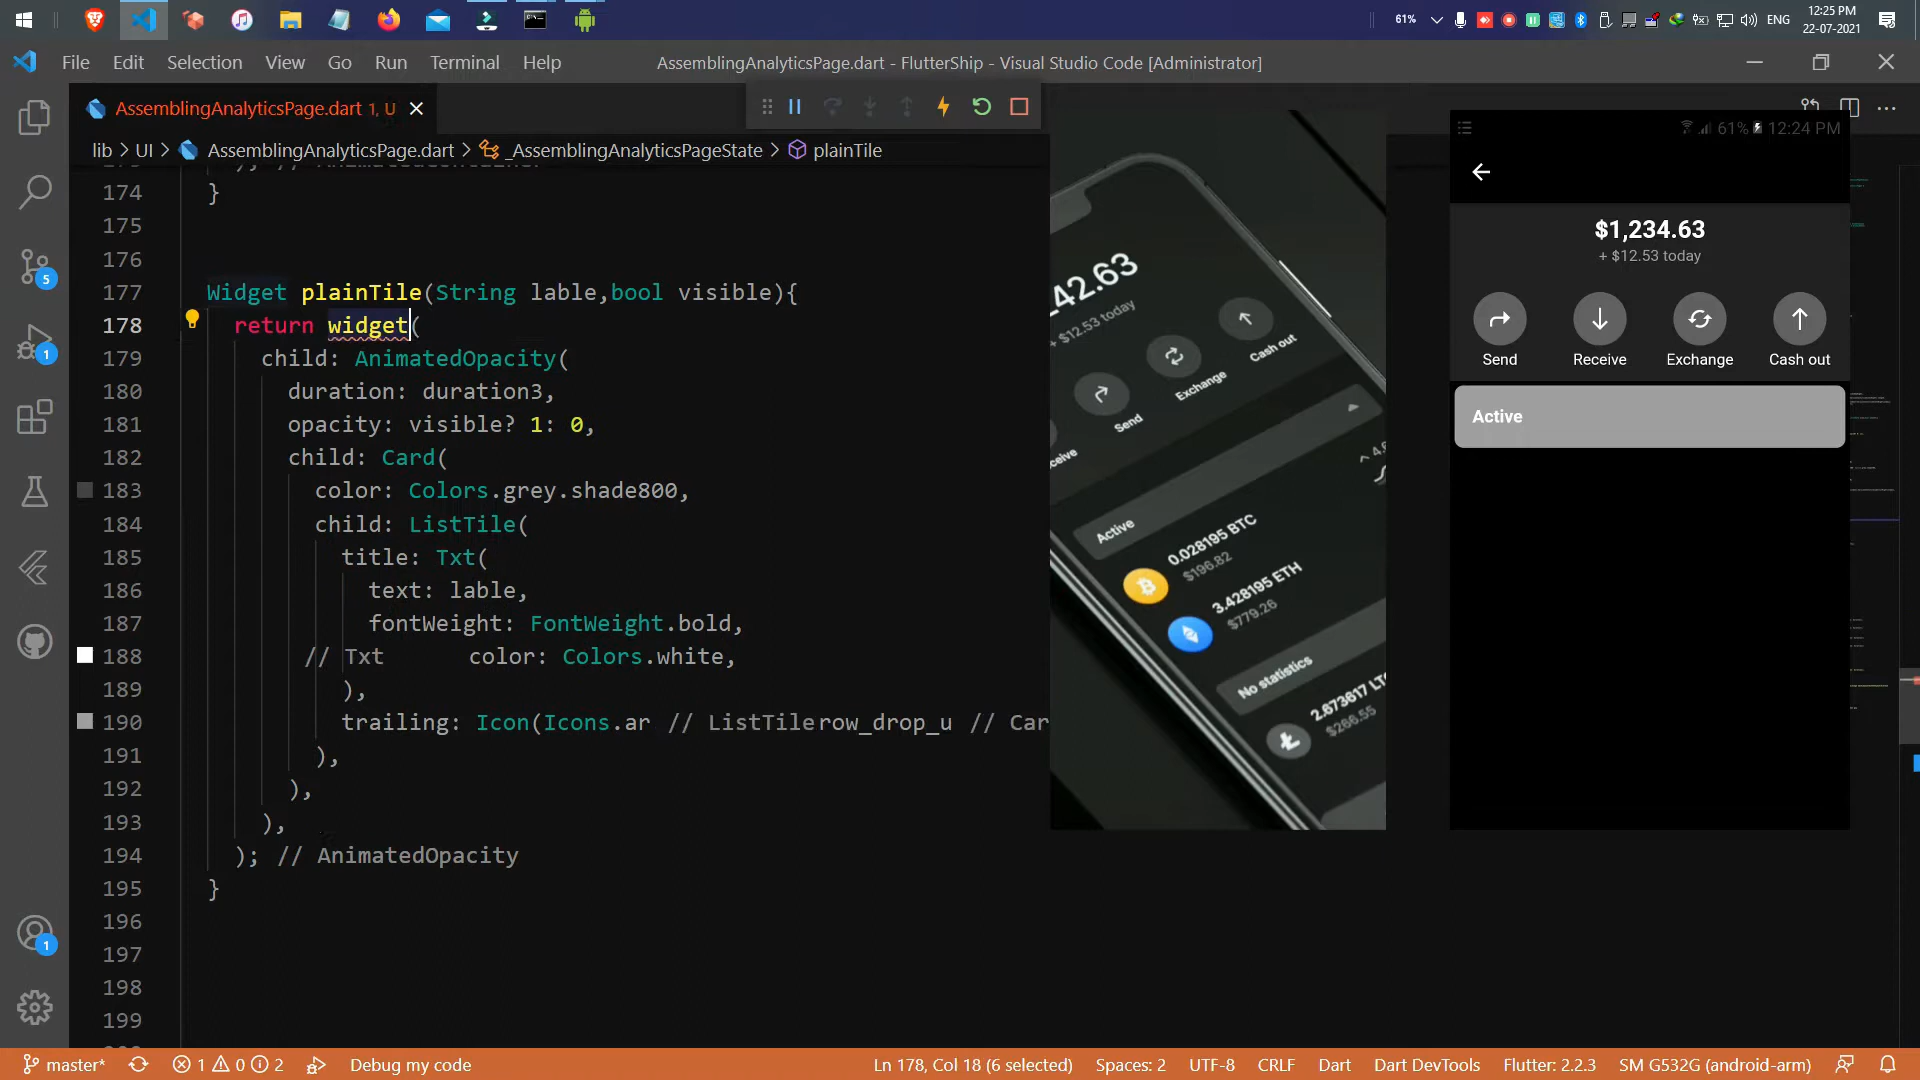 61%
ENG
12:25 PM
22-07-2021
File Edit Selection View Go Run Terminal Help
AssemblingAnalyticsPage.dart - FlutterShip - Visual Studio Code [Administrator]
AssemblingAnalyticsPage.dart 1, U
lib > UI > AssemblingAnalyticsPage.dart > _AssemblingAnalyticsPageState > plainTile
174 }
175
176
177 Widget plainTile(String lable,bool visible){
178 return widget(
179 child: AnimatedOpacity(
180 duration: duration3,
181 opacity: visible? 1: 0,
182 child: Card(
183 color: Colors.grey.shade800,
184 child: ListTile(
185 title: Txt(
186 text: lable,
187 fontWeight: FontWeight.bold,
188 // Txt color: Colors.white,
189 ),
190 trailing: Icon(Icons.ar // ListTilerow_drop_u // Car
191 ),
192 ),
193 ),
194 ); // AnimatedOpacity
195 }
196
197
198
199
42.63
+ $12.53 today
Cash out
Exchange
Send
ceive
Active
0.028195 BTC
$196.82
3.428195 ETH
$779.26
No statistics
2.673617 LTC
$266.55
61% 12:24 PM
$1,234.63
+ $12.53 today
Send Receive Exchange Cash out
Active
5
1
1
master* 1 0 2 Debug my code
Ln 178, Col 18 (6 selected) Spaces: 2 UTF-8 CRLF Dart Dart DevTools Flutter: 2.2.3 SM G532G (android-arm)